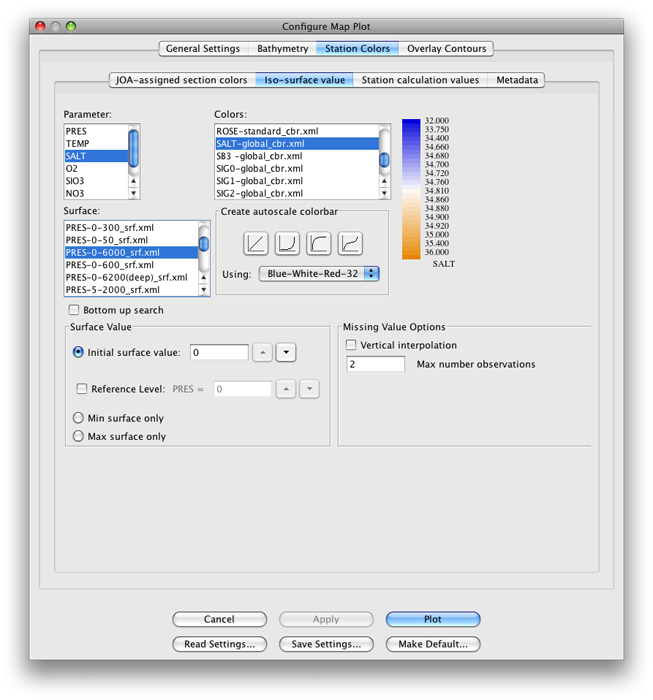 Configure Map Plot
General Settings Bathymetry Station Colors Overlay Contours
JOA-assigned section colors Iso-surface value Station calculation values Metadata
Parameter:
PRES
TEMP
SALT
O2
SIO3
NO3
Colors:
ROSE-standard_cbr.xml
SALT-global_cbr.xml
SB3 -global_cbr.xml
SIG0-global_cbr.xml
SIG1-global_cbr.xml
SIG2-global_cbr.xml
32.000
33.750
34.400
34.600
34.660
34.680
34.700
34.720
34.760
34.810
34.860
34.900
34.920
35.000
35.400
36.000
SALT
Surface:
PRES-0-300_srf.xml
PRES-0-50_srf.xml
PRES-0-6000_srf.xml
PRES-0-600_srf.xml
PRES-0-6200(deep)_srf.xml
PRES-5-2000_srf.xml
Create autoscale colorbar
Using: Blue-White-Red-32
Bottom up search
Surface Value
Initial surface value: 0
Reference Level: PRES = 0
Min surface only
Max surface only
Missing Value Options
Vertical interpolation
2 Max number observations
Cancel Apply Plot
Read Settings... Save Settings... Make Default...